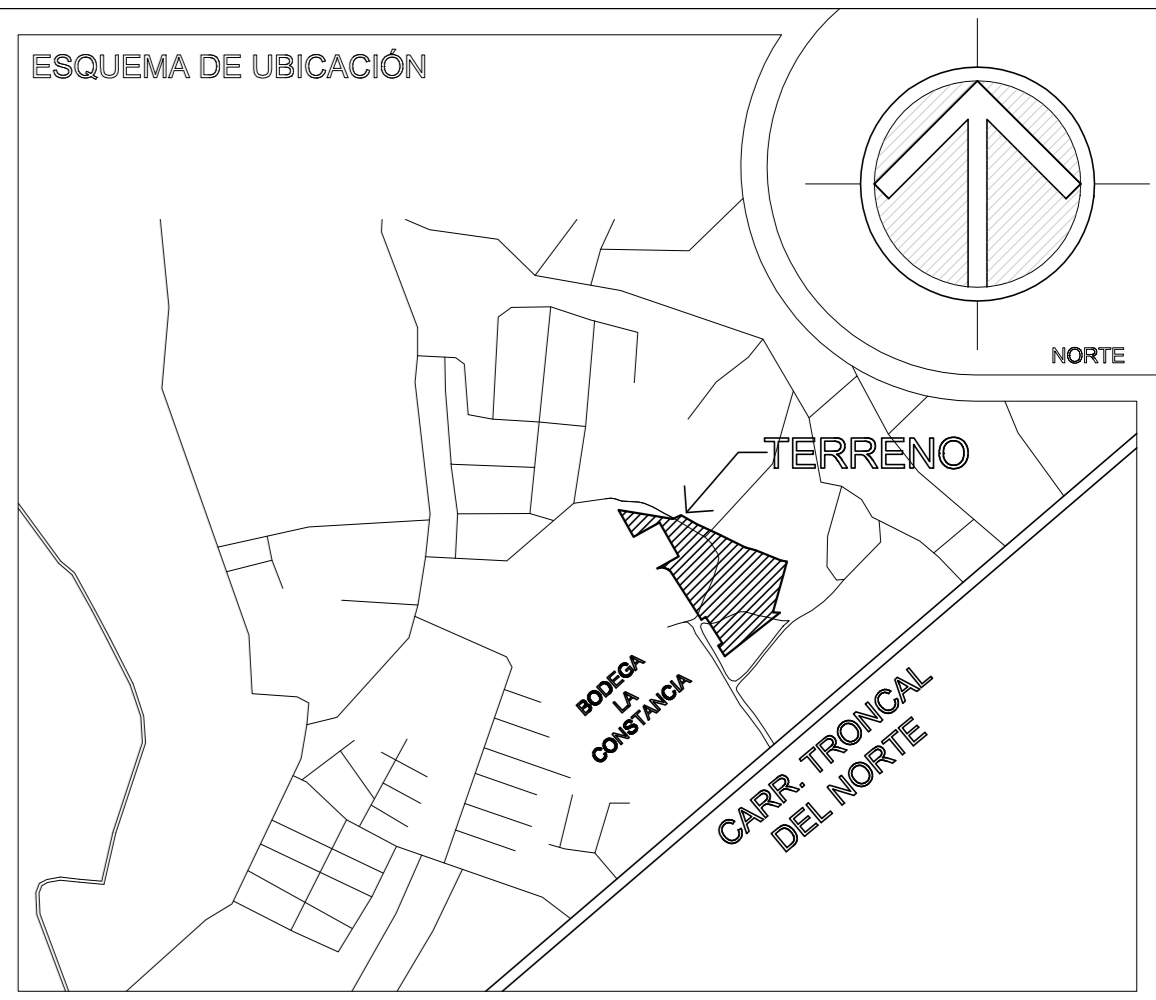 ESQUEMA DE UBICACIÓN
NORTE
TERRENO
BODEGA
LA
CONSTANCIA
CARR. TRONCAL
DEL NORTE